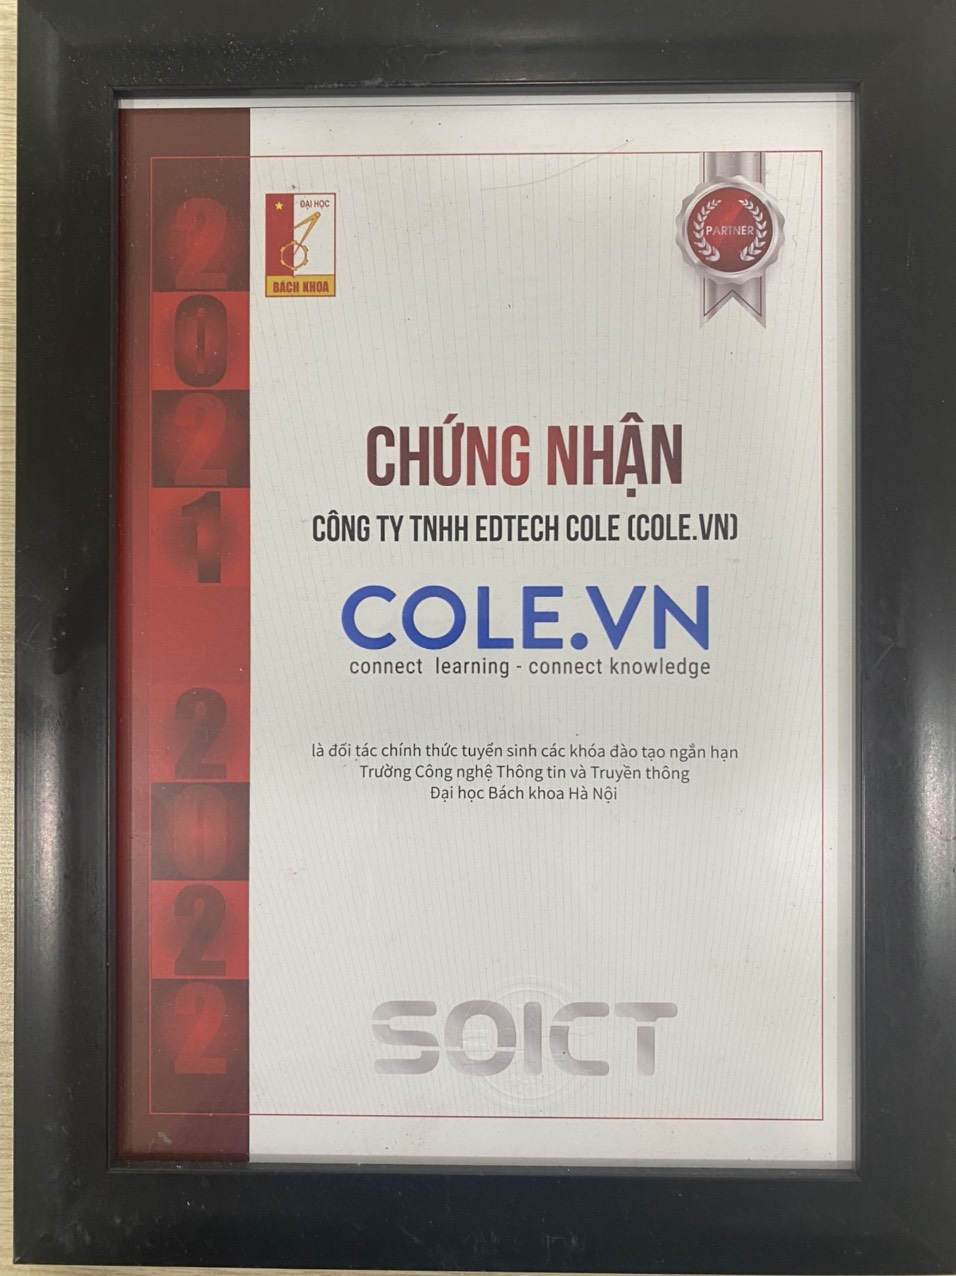 2021
2022
ĐẠI HỌC
BÁCH KHOA
PARTNER
CHỨNG NHẬN
CÔNG TY TNHH EDTECH COLE (COLE.VN)
COLE.VN
connect learning - connect knowledge
là đối tác chính thức tuyển sinh các khóa đào tạo ngắn hạn
Trường Công nghệ Thông tin và Truyền thông
Đại học Bách khoa Hà Nội
SOICT